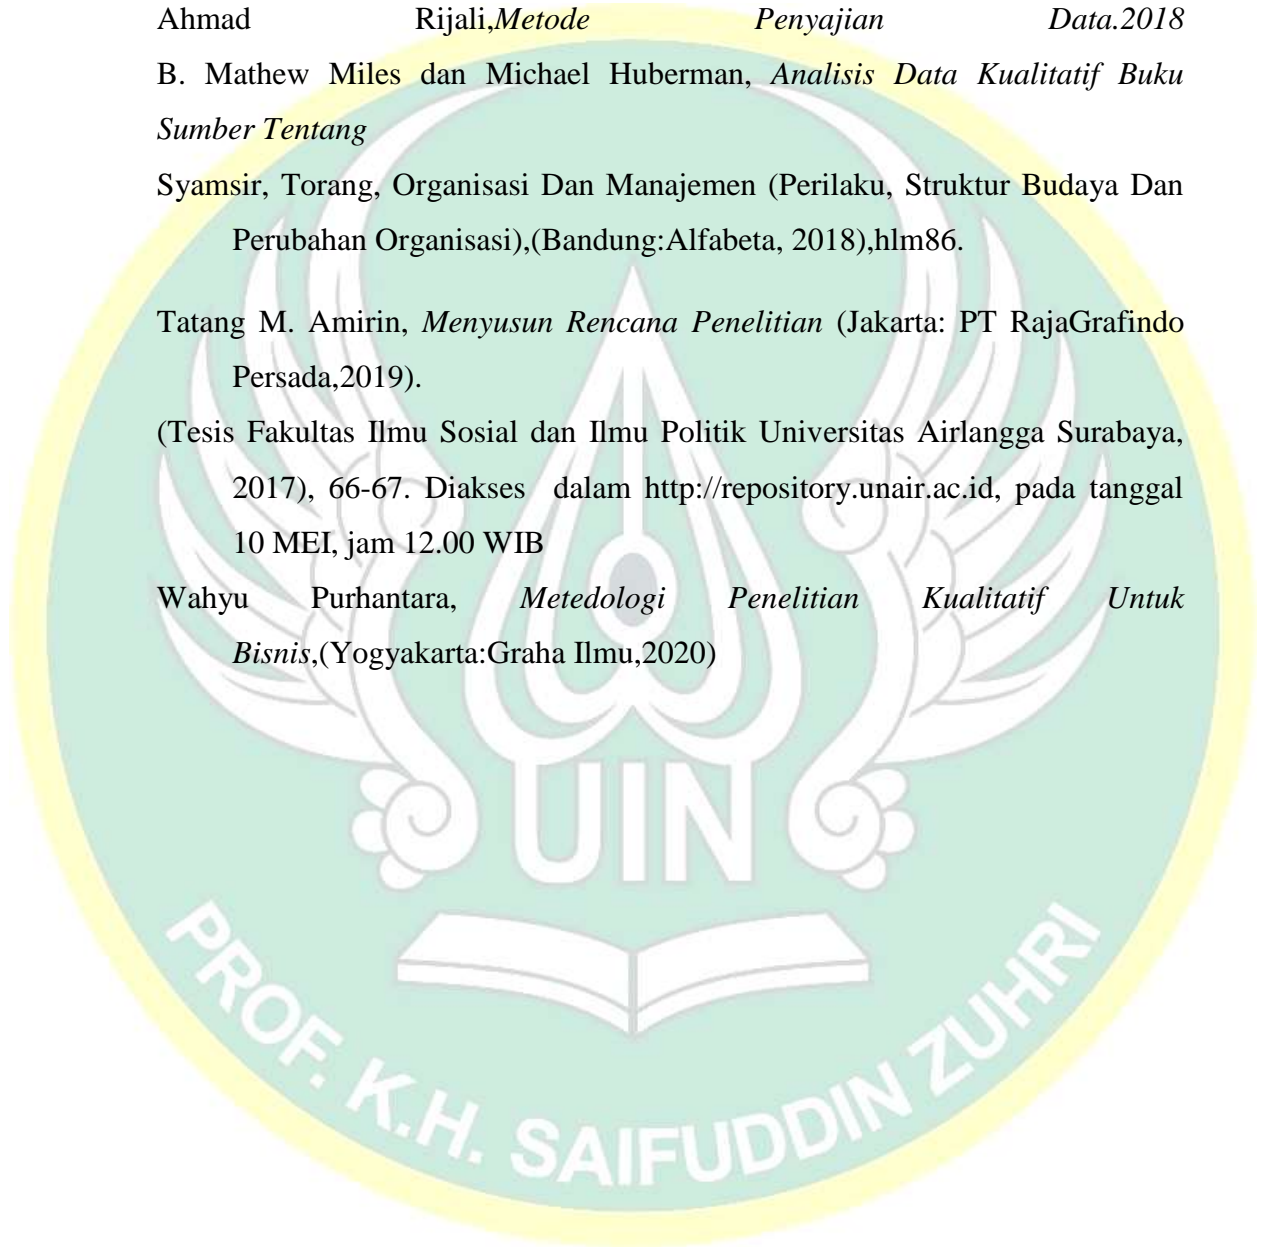 Ahmad Rijali,Metode Penyajian Data.2018
B. Mathew Miles dan Michael Huberman, Analisis Data Kualitatif Buku
Sumber Tentang
Syamsir, Torang, Organisasi Dan Manajemen (Perilaku, Struktur Budaya Dan
Perubahan Organisasi),(Bandung:Alfabeta, 2018),hlm86.
Tatang M. Amirin, Menyusun Rencana Penelitian (Jakarta: PT RajaGrafindo
Persada,2019).
(Tesis Fakultas Ilmu Sosial dan Ilmu Politik Universitas Airlangga Surabaya,
2017), 66-67. Diakses dalam http://repository.unair.ac.id, pada tanggal
10 MEI, jam 12.00 WIB
Wahyu Purhantara, Metedologi Penelitian Kualitatif Untuk
Bisnis,(Yogyakarta:Graha Ilmu,2020)
UIN
PROF. K.H. SAIFUDDIN ZUHRI